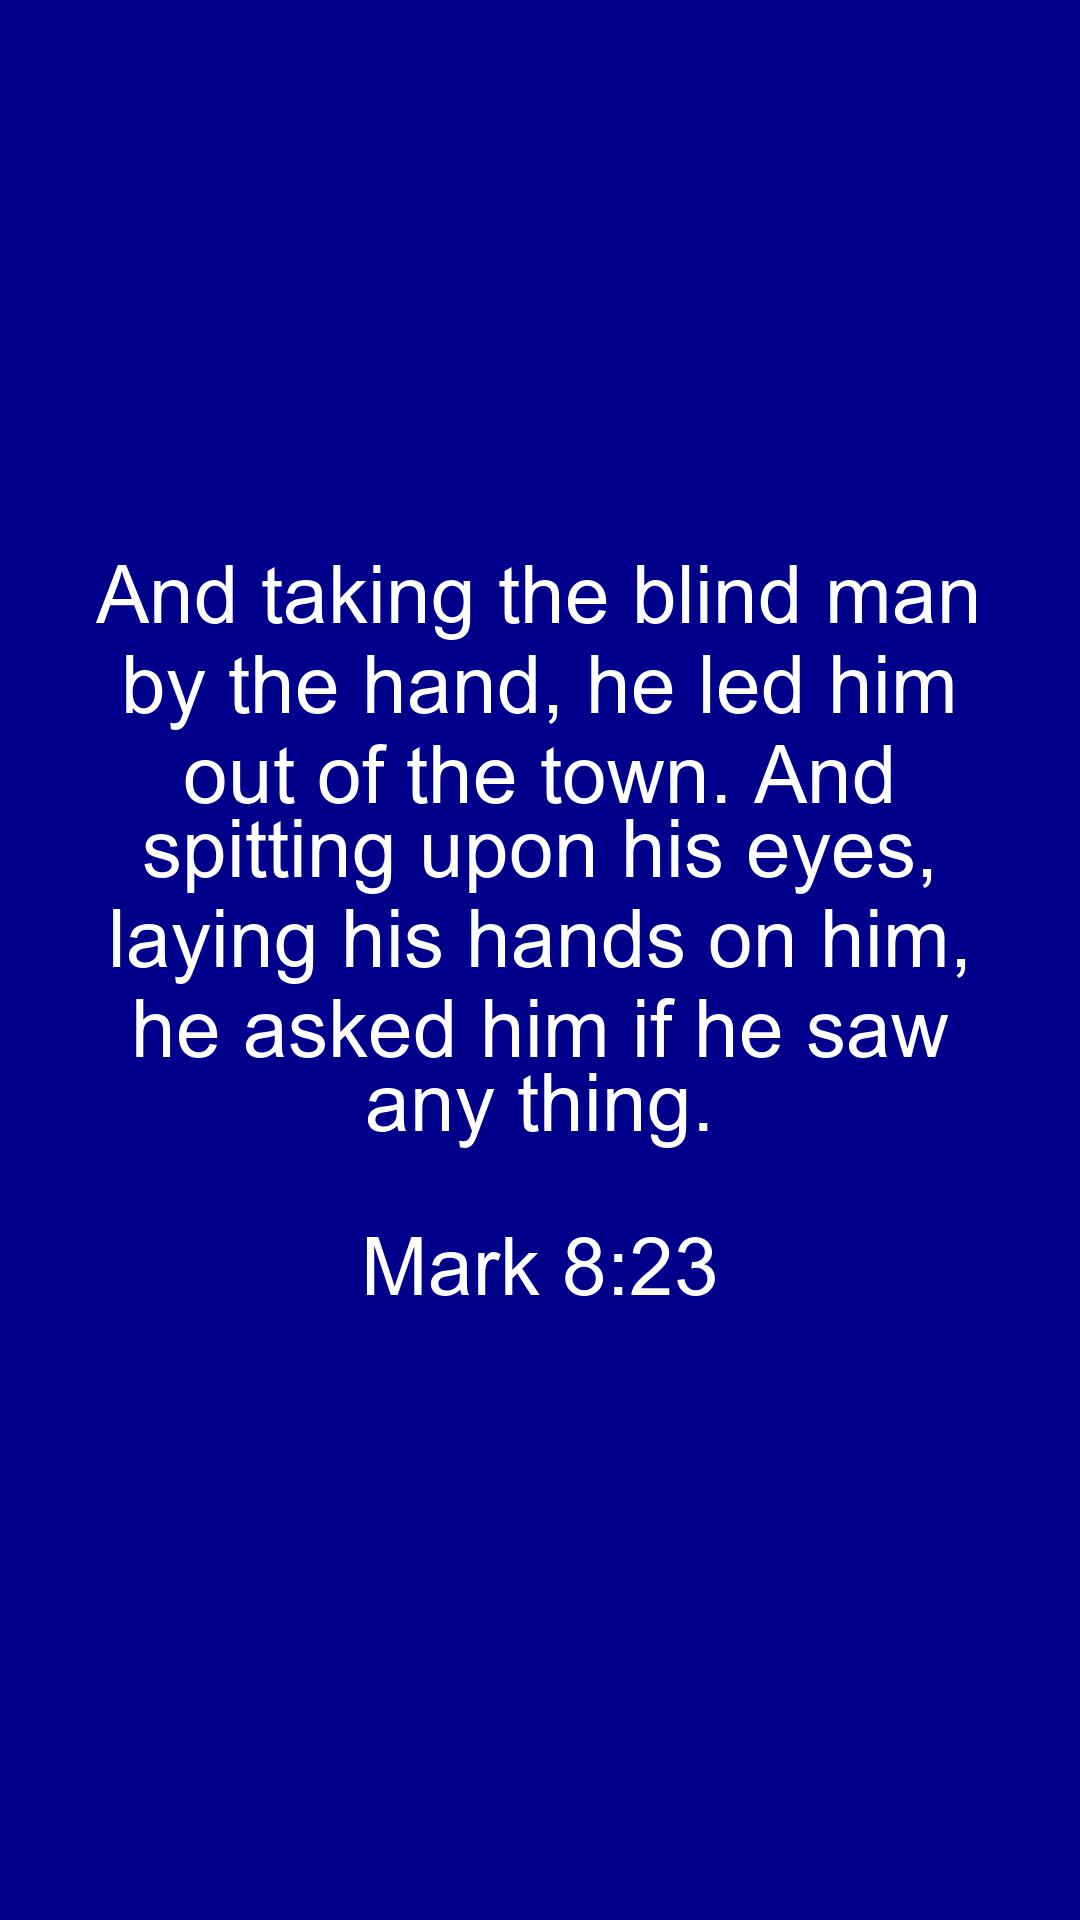 And taking the blind man
by the hand, he led him
out of the town. And
spitting upon his eyes,
laying his hands on him,
he asked him if he saw
any thing.
Mark 8:23